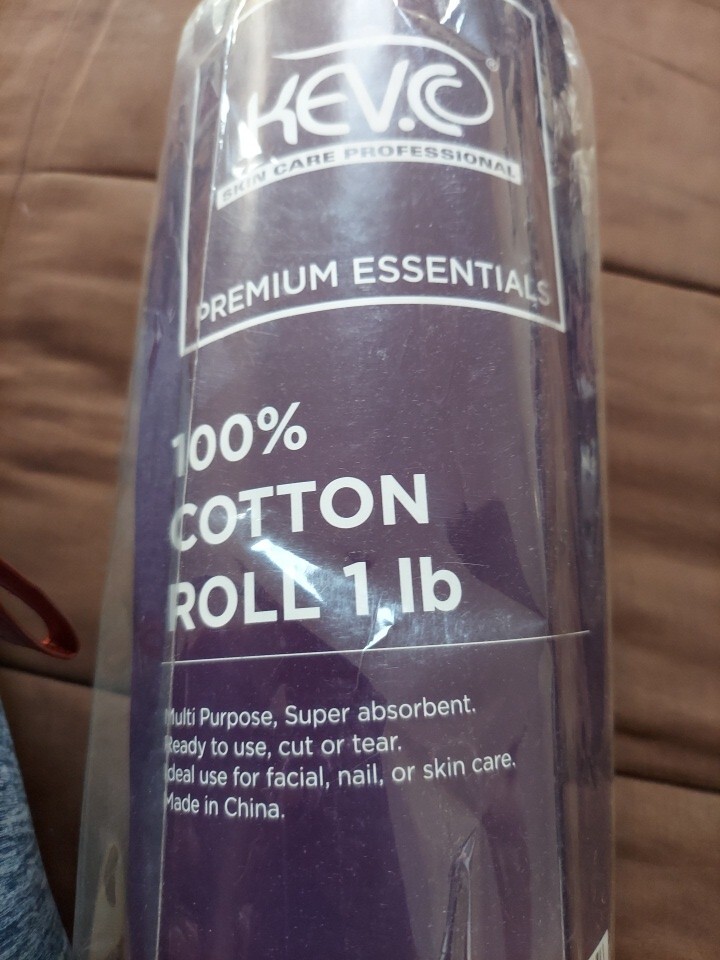 KEV.CC®
SKIN CARE PROFESSIONAL
PREMIUM ESSENTIALS
100%
COTTON
ROLL 1 lb
Multi Purpose, Super absorbent.
Ready to use, cut or tear.
Ideal use for facial, nail, or skin care.
Made in China.